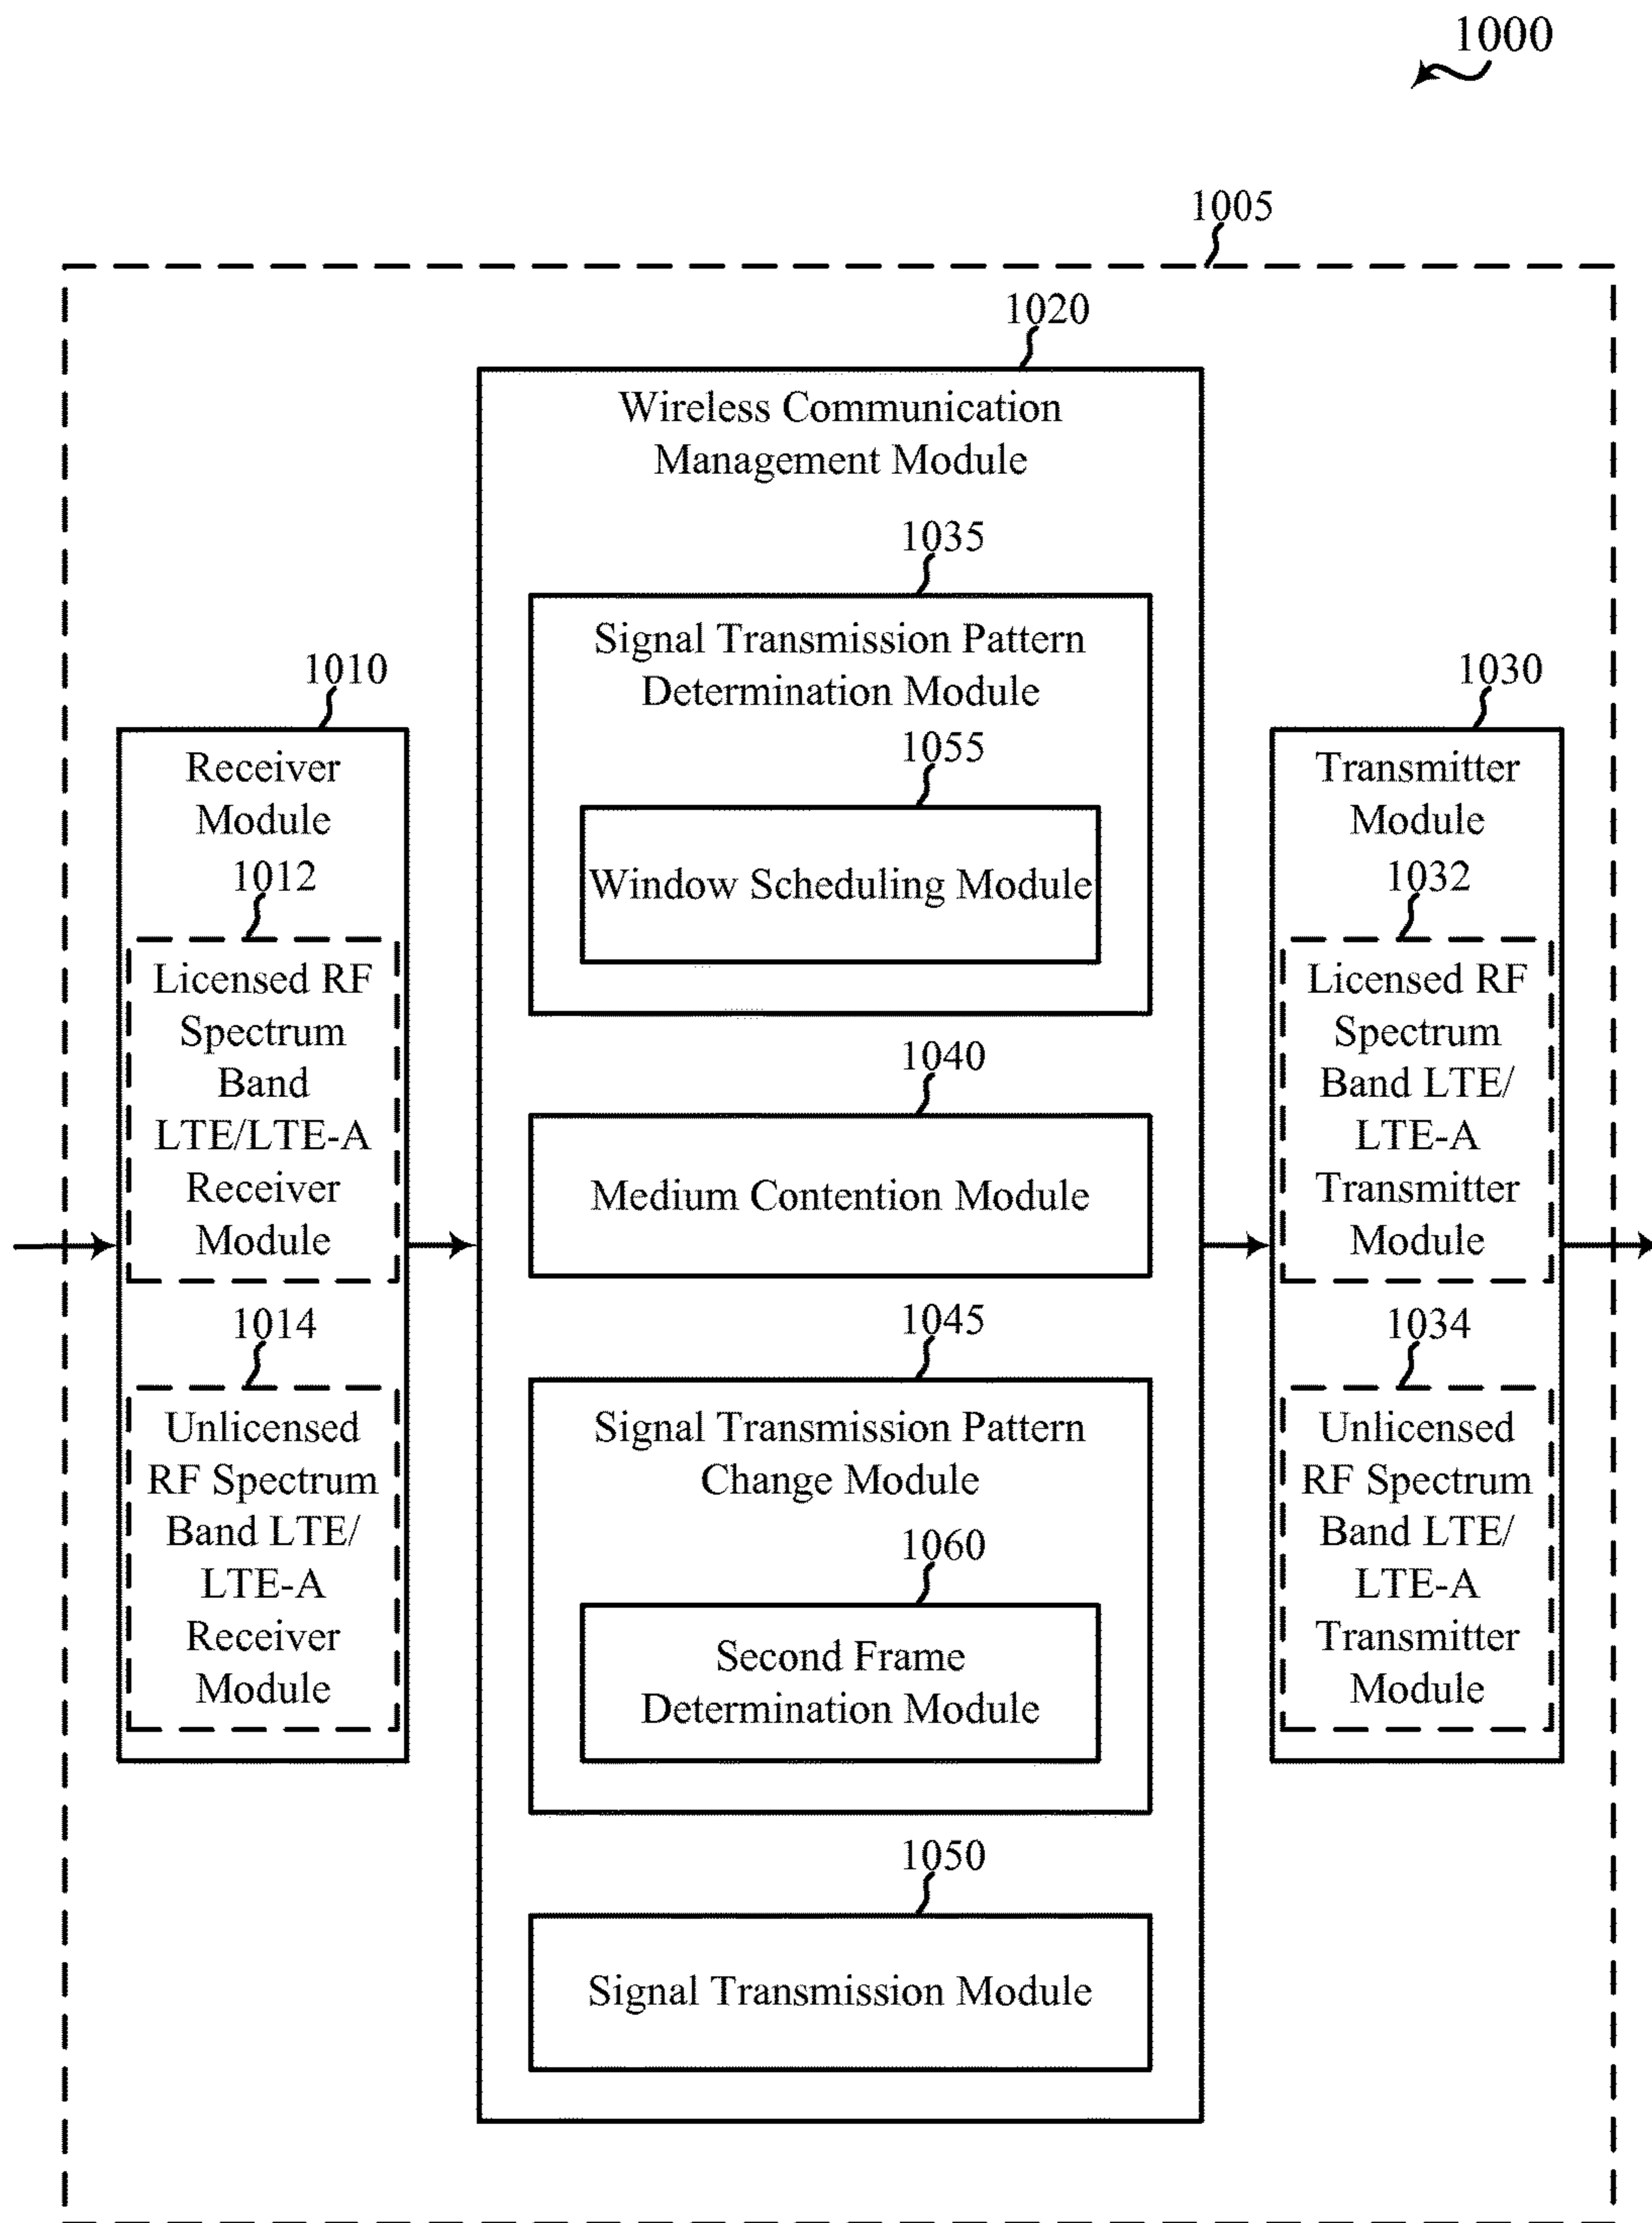 1000
1005
1020
Wireless Communication
Management Module
1035
Signal Transmission Pattern
Determination Module
1055
Window Scheduling Module
1010
Receiver
Module
1012
Licensed RF
Spectrum
Band
LTE/LTE-A
Receiver
Module
1014
Unlicensed
RF Spectrum
Band LTE/
LTE-A
Receiver
Module
1040
Medium Contention Module
1045
Signal Transmission Pattern
Change Module
1060
Second Frame
Determination Module
1050
Signal Transmission Module
1030
Transmitter
Module
1032
Licensed RF
Spectrum
Band LTE/
LTE-A
Transmitter
Module
1034
Unlicensed
RF Spectrum
Band LTE/
LTE-A
Transmitter
Module